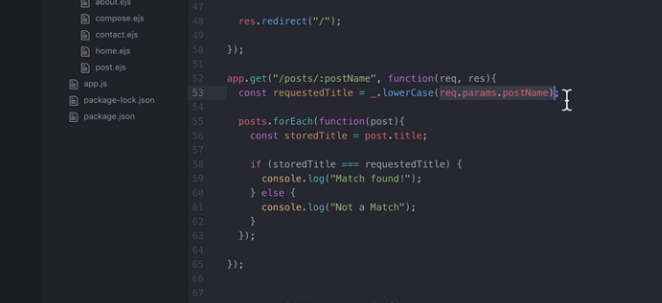 about.ejs
compose.ejs
contact.ejs
home.ejs
post.ejs
app.js
package-lock.json
package.json
47
48 res.redirect("/");
49
50 });
51
52 app.get("/posts/:postName", function(req, res){
53 const requestedTitle = _.lowerCase(req.params.postName);
54
55 posts.forEach(function(post){
56 const storedTitle = post.title;
57
58 if (storedTitle === requestedTitle) {
59 console.log("Match found!");
60 } else {
61 console.log("Not a Match");
62 }
63 });
64
65 });
66
67